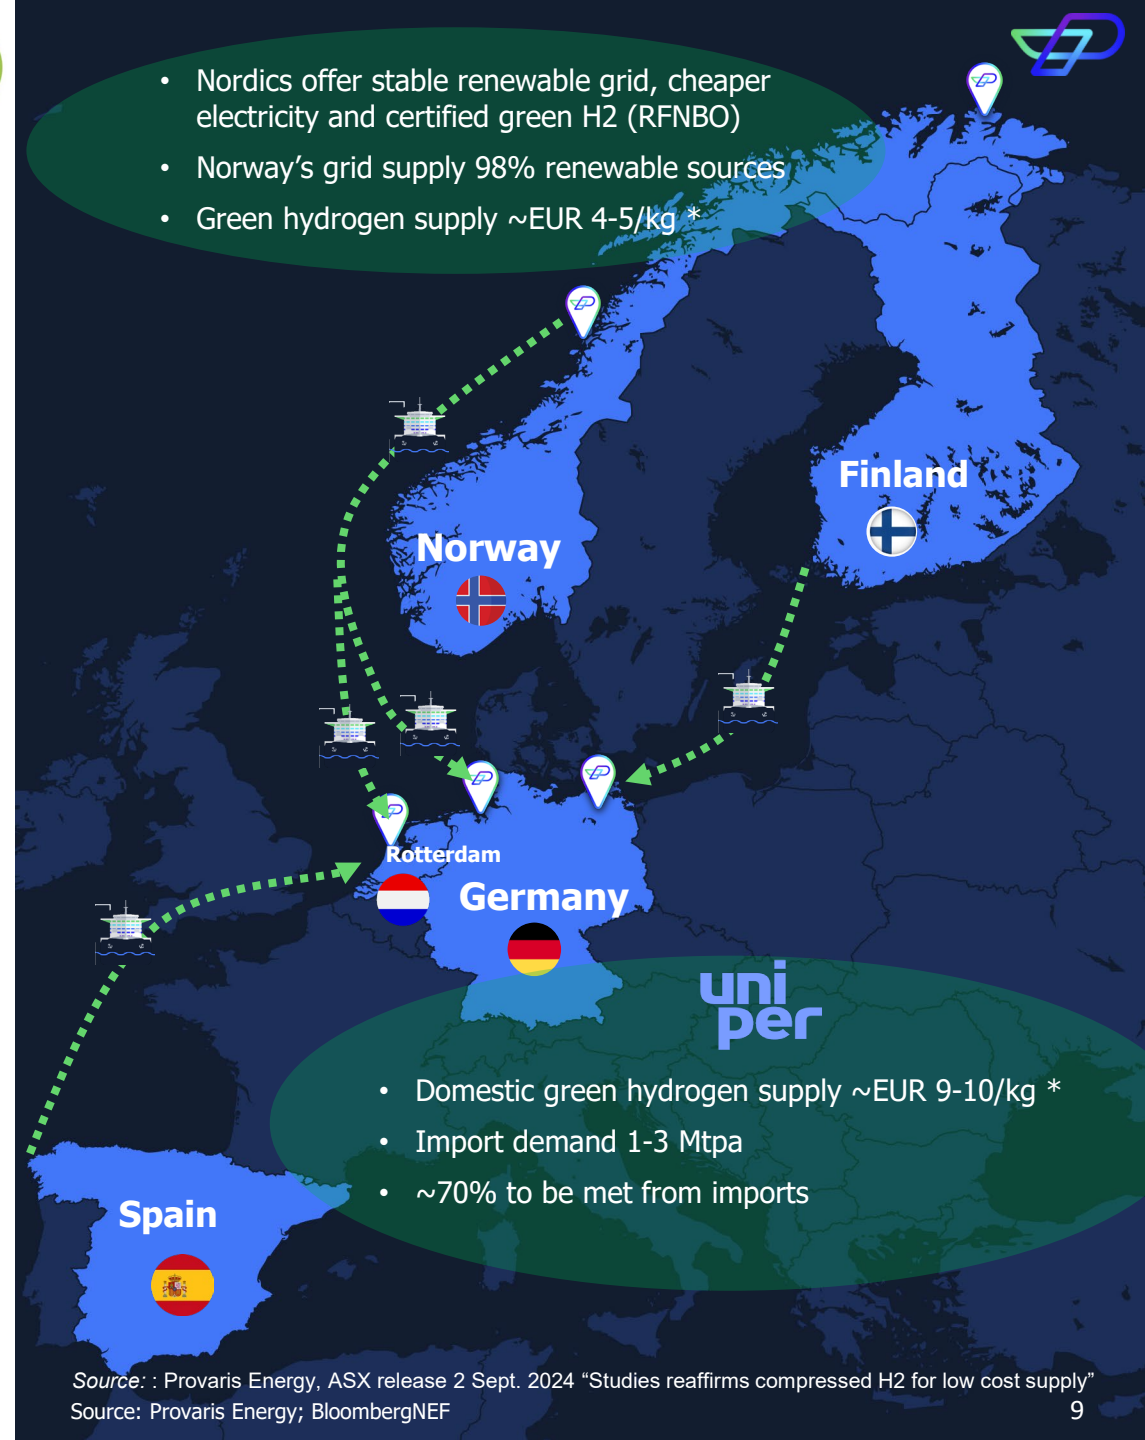 • Nordics offer stable renewable grid, cheaper
electricity and certified green H2 (RFNBO)
• Norway's grid supply 98% renewable sources
• Green hydrogen supply ~EUR 4-5/kg *
Finland
Norway
Rotterdam
Germany
uni
per
• Domestic green hydrogen supply ~EUR 9-10/kg *
• Import demand 1-3 Mtpa
• ~70% to be met from imports
Spain
Source: : Provaris Energy, ASX release 2 Sept. 2024 “Studies reaffirms compressed H2 for low cost supply”
Source: Provaris Energy; BloombergNEF
9